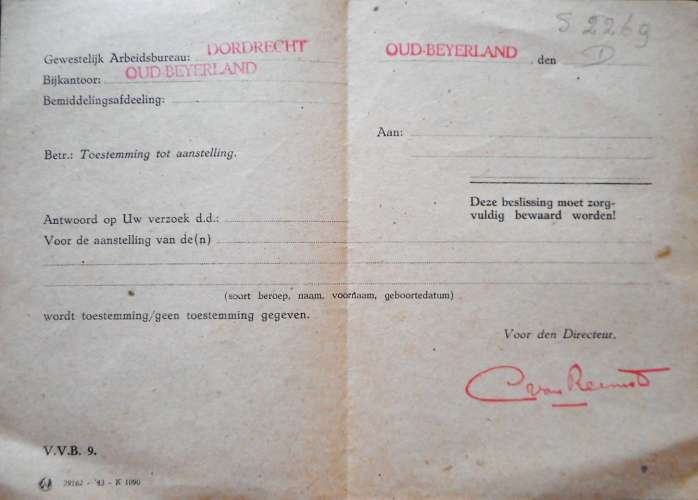 S 2269
D
Gewestelijk Arbeidsbureau: DORDRECHT
OUD-BEYERLAND , den
Bijkantoor: OUD-BEYERLAND
Bemiddelingsafdeeling:
Aan:
Betr.: Toestemming tot aanstelling.
Deze beslissing moet zorg-
vuldig bewaard worden!
Antwoord op Uw verzoek d.d.:
Voor de aanstelling van de(n)
(soort beroep, naam, voornaam, geboortedatum)
wordt toestemming/geen toestemming gegeven.
Voor den Directeur,
V.V.B. 9.
29162 - '43 - K 1090